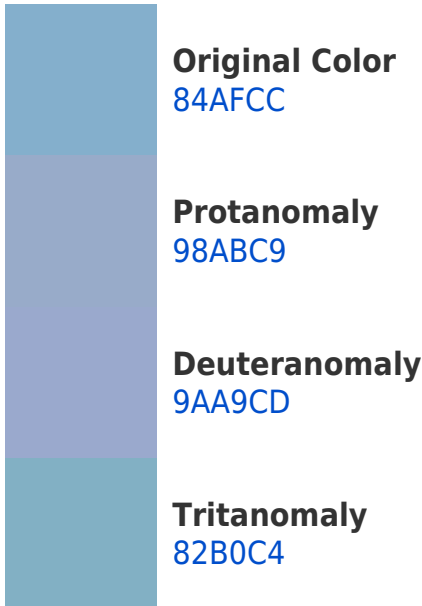 Original Color
84AFCC
Protanomaly
98ABC9
Deuteranomaly
9AA9CD
Tritanomaly
82B0C4